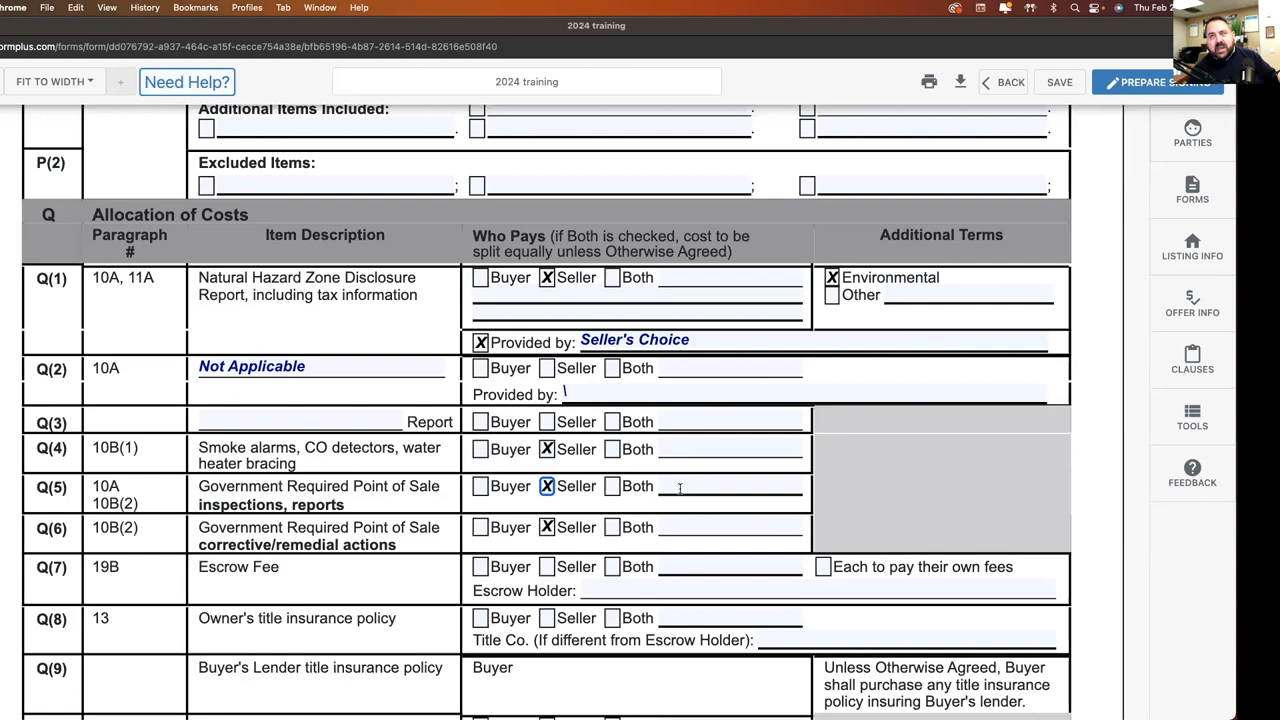 hrome File Edit View History Bookmarks Profiles Tab Window Help Thu Feb 2
2024 training
ormplus.com/forms/form/dd076792-a937-464c-a15f-cecce754a38e/bfb65196-4b87-2614-514d-82616e508f40
FIT TO WIDTH + Need Help? 2024 training BACK SAVE PREPARE SIGNING
Additional Items Included: .
. . .
P(2) Excluded Items:
; ; ;
Q Allocation of Costs
Paragraph # Item Description Who Pays (if Both is checked, cost to be split equally unless Otherwise Agreed) Additional Terms
Q(1) 10A, 11A Natural Hazard Zone Disclosure Buyer X Seller Both X Environmental
Report, including tax information Other
X Provided by: Seller's Choice
Q(2) 10A Not Applicable Buyer Seller Both
Provided by: \
Q(3) Report Buyer Seller Both
Q(4) 10B(1) Smoke alarms, CO detectors, water Buyer X Seller Both
heater bracing
Q(5) 10A Government Required Point of Sale Buyer X Seller Both
10B(2) inspections, reports
Q(6) 10B(2) Government Required Point of Sale Buyer X Seller Both
corrective/remedial actions
Q(7) 19B Escrow Fee Buyer Seller Both Each to pay their own fees
Escrow Holder:
Q(8) 13 Owner's title insurance policy Buyer Seller Both
Title Co. (If different from Escrow Holder):
Q(9) Buyer's Lender title insurance policy Buyer Unless Otherwise Agreed, Buyer
shall purchase any title insurance
policy insuring Buyer's lender.
PARTIES
FORMS
LISTING INFO
OFFER INFO
CLAUSES
TOOLS
FEEDBACK